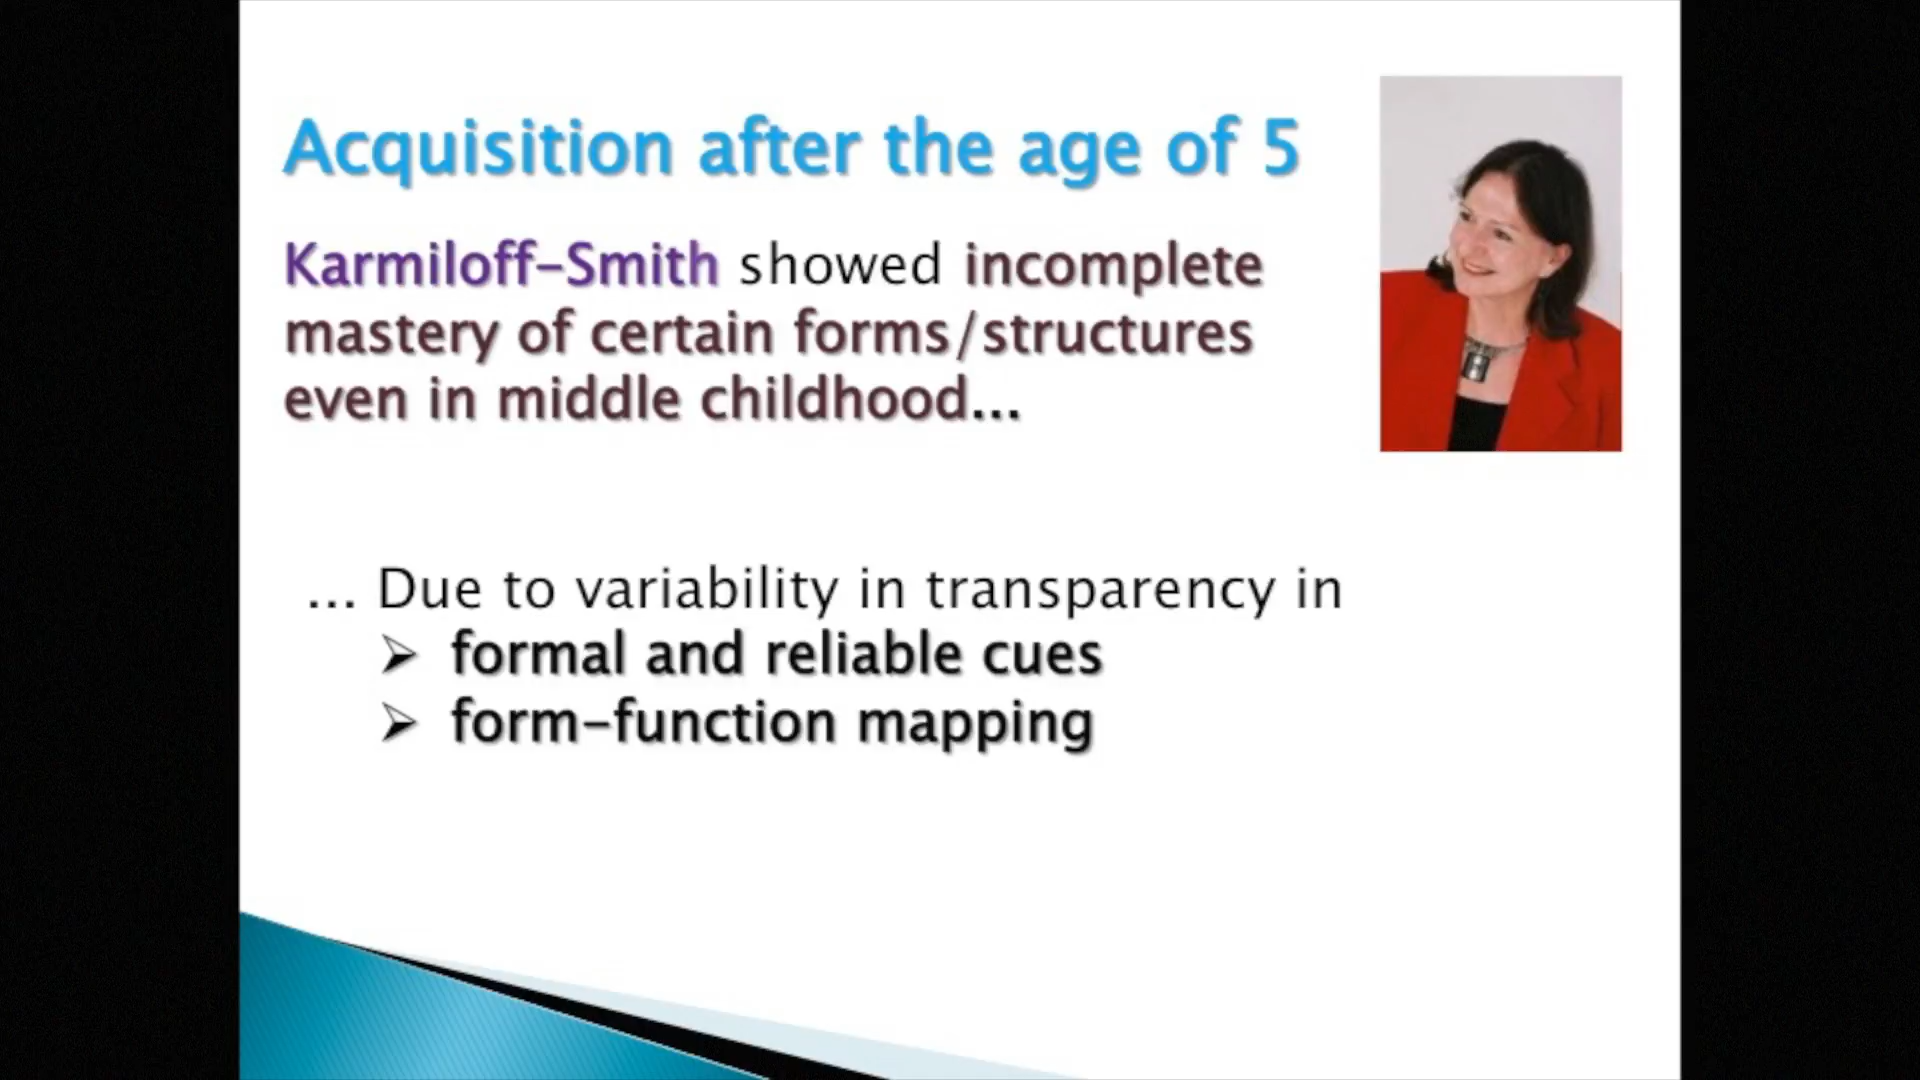 Acquisition after the age of 5
Karmiloff-Smith showed incomplete
mastery of certain forms/structures
even in middle childhood...
... Due to variability in transparency in
➢ formal and reliable cues
➢ form-function mapping